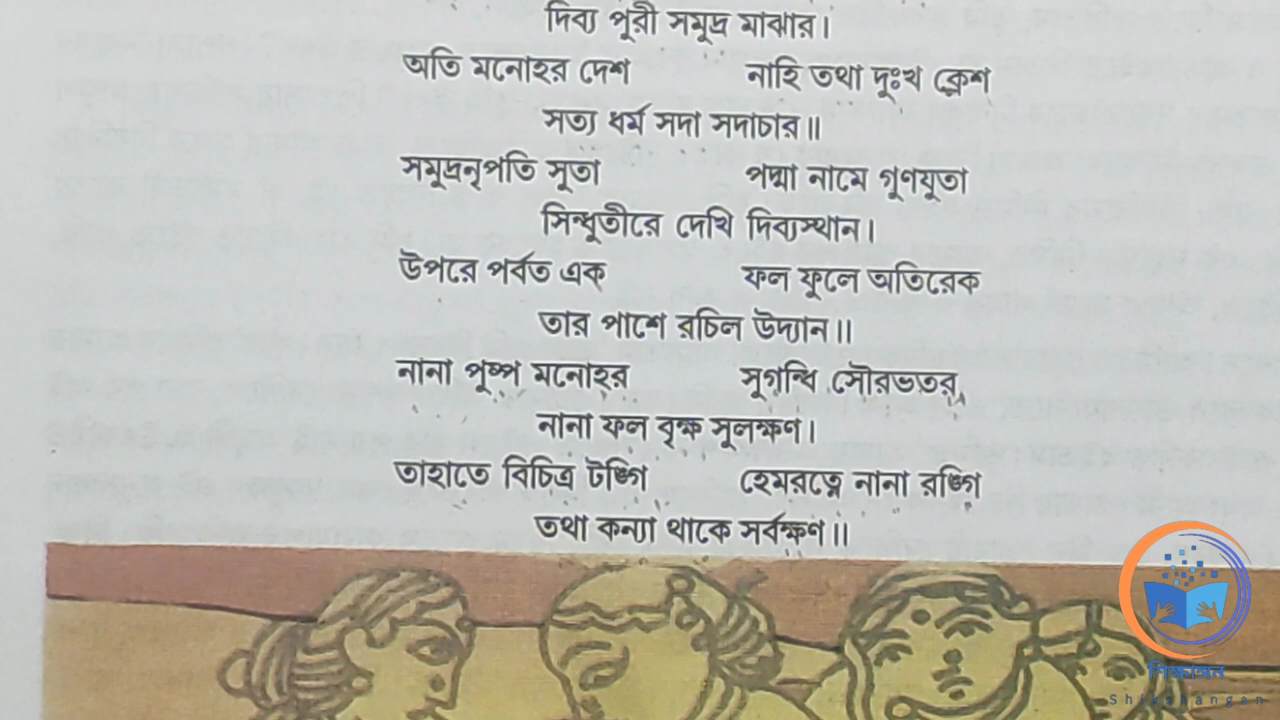 দিব্য পুরী সমুদ্র মাঝার।
অতি মনোহর দেশ নাহি তথা দুঃখ ক্লেশ
সত্য ধর্ম সদা সদাচার॥
সমুদ্রনৃপতি সুতা পদ্মা নামে গুণযুতা
সিন্ধুতীরে দেখি দিব্যস্থান।
উপরে পর্বত এক ফল ফুলে অতিরেক
তার পাশে রচিল উদ্যান॥
নানা পুষ্প মনোহর সুগন্ধি সৌরভতর
নানা ফল বৃক্ষ সুলক্ষণ।
তাহাতে বিচিত্র টঙ্গি হেমরত্নে নানা রঙ্গি
তথা কন্যা থাকে সর্বক্ষণ॥
শিক্ষাঙ্গন
Shikshangan